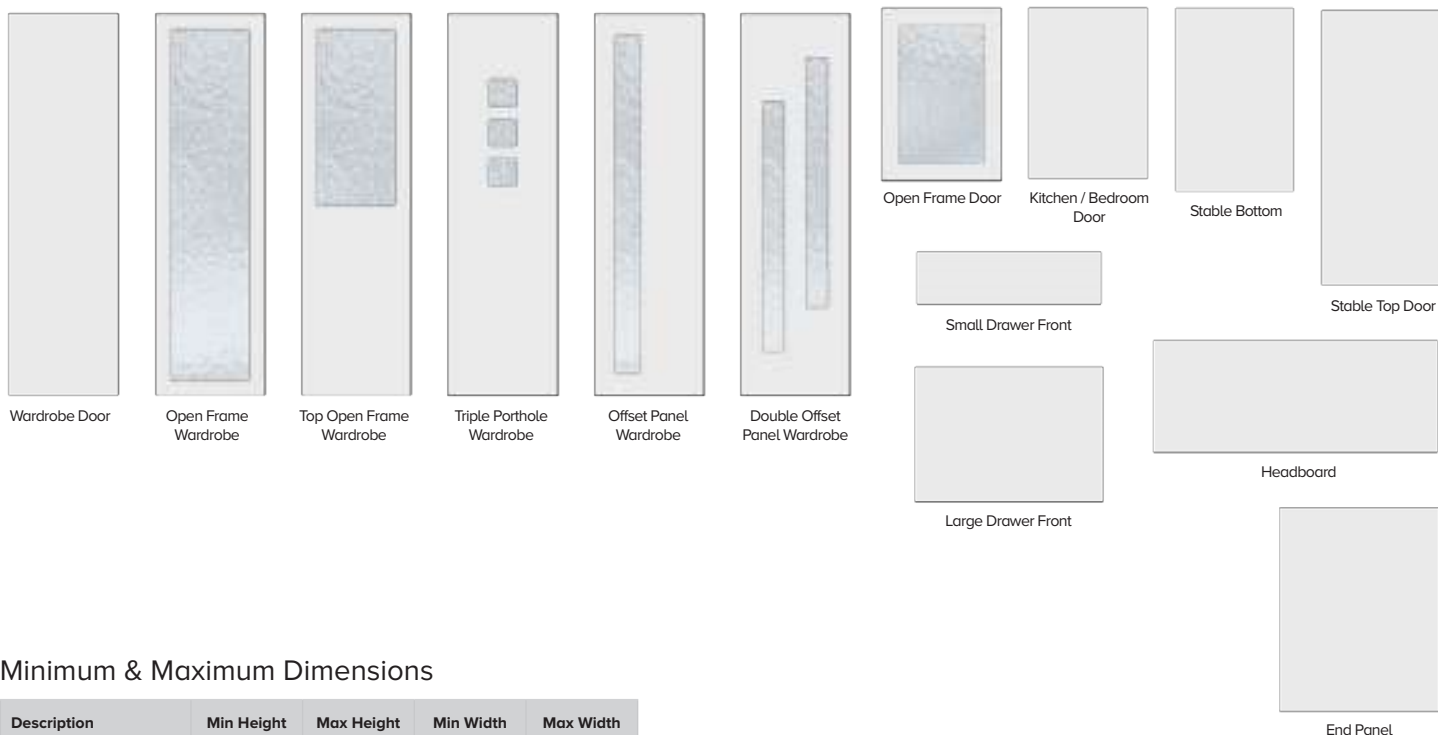 Wardrobe Door
Open Frame
Wardrobe
Top Open Frame
Wardrobe
Triple Porthole
Wardrobe
Offset Panel
Wardrobe
Double Offset
Panel Wardrobe
Open Frame Door
Kitchen / Bedroom
Door
Stable Bottom
Stable Top Door
Small Drawer Front
Large Drawer Front
Headboard
End Panel
Minimum & Maximum Dimensions
Description Min Height Max Height Min Width Max Width